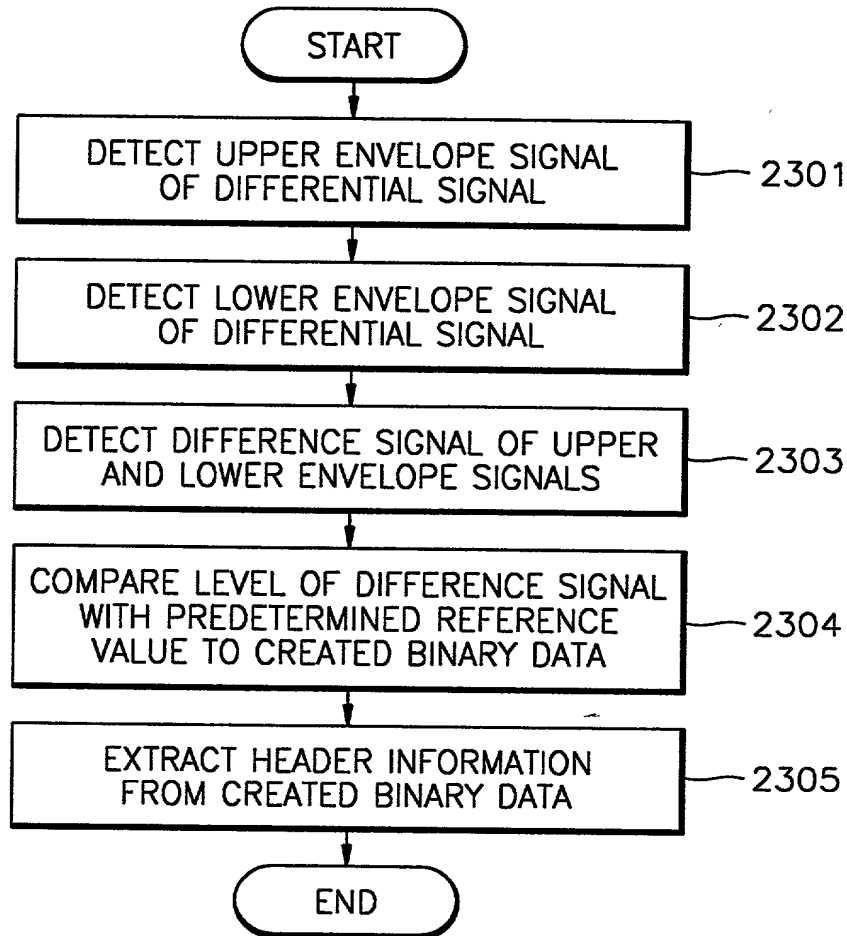 START
DETECT UPPER ENVELOPE SIGNAL
OF DIFFERENTIAL SIGNAL
2301
DETECT LOWER ENVELOPE SIGNAL
OF DIFFERENTIAL SIGNAL
2302
DETECT DIFFERENCE SIGNAL OF UPPER
AND LOWER ENVELOPE SIGNALS
2303
COMPARE LEVEL OF DIFFERENCE SIGNAL
WITH PREDETERMINED REFERENCE
VALUE TO CREATED BINARY DATA
2304
EXTRACT HEADER INFORMATION
FROM CREATED BINARY DATA
2305
END